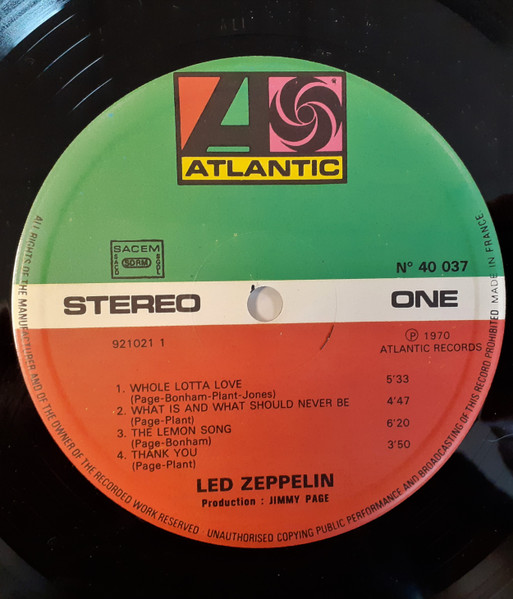 ATLANTIC
SACEM
SACD SDRM SGDL
N° 40 037
STEREO
ONE
921021 1
Ⓟ 1970
ATLANTIC RECORDS
1. WHOLE LOTTA LOVE 5'33
(Page-Bonham-Plant-Jones)
2. WHAT IS AND WHAT SHOULD NEVER BE 4'47
(Page-Plant)
3. THE LEMON SONG 6'20
(Page-Bonham)
4. THANK YOU 3'50
(Page-Plant)
LED ZEPPELIN
Production : JIMMY PAGE
ALL RIGHTS OF THE MANUFACTURER AND OF THE OWNER OF THE RECORDED WORK RESERVED UNAUTHORISED COPYING PUBLIC PERFORMANCE AND BROADCASTING OF THIS RECORD PROHIBITED MADE IN FRANCE